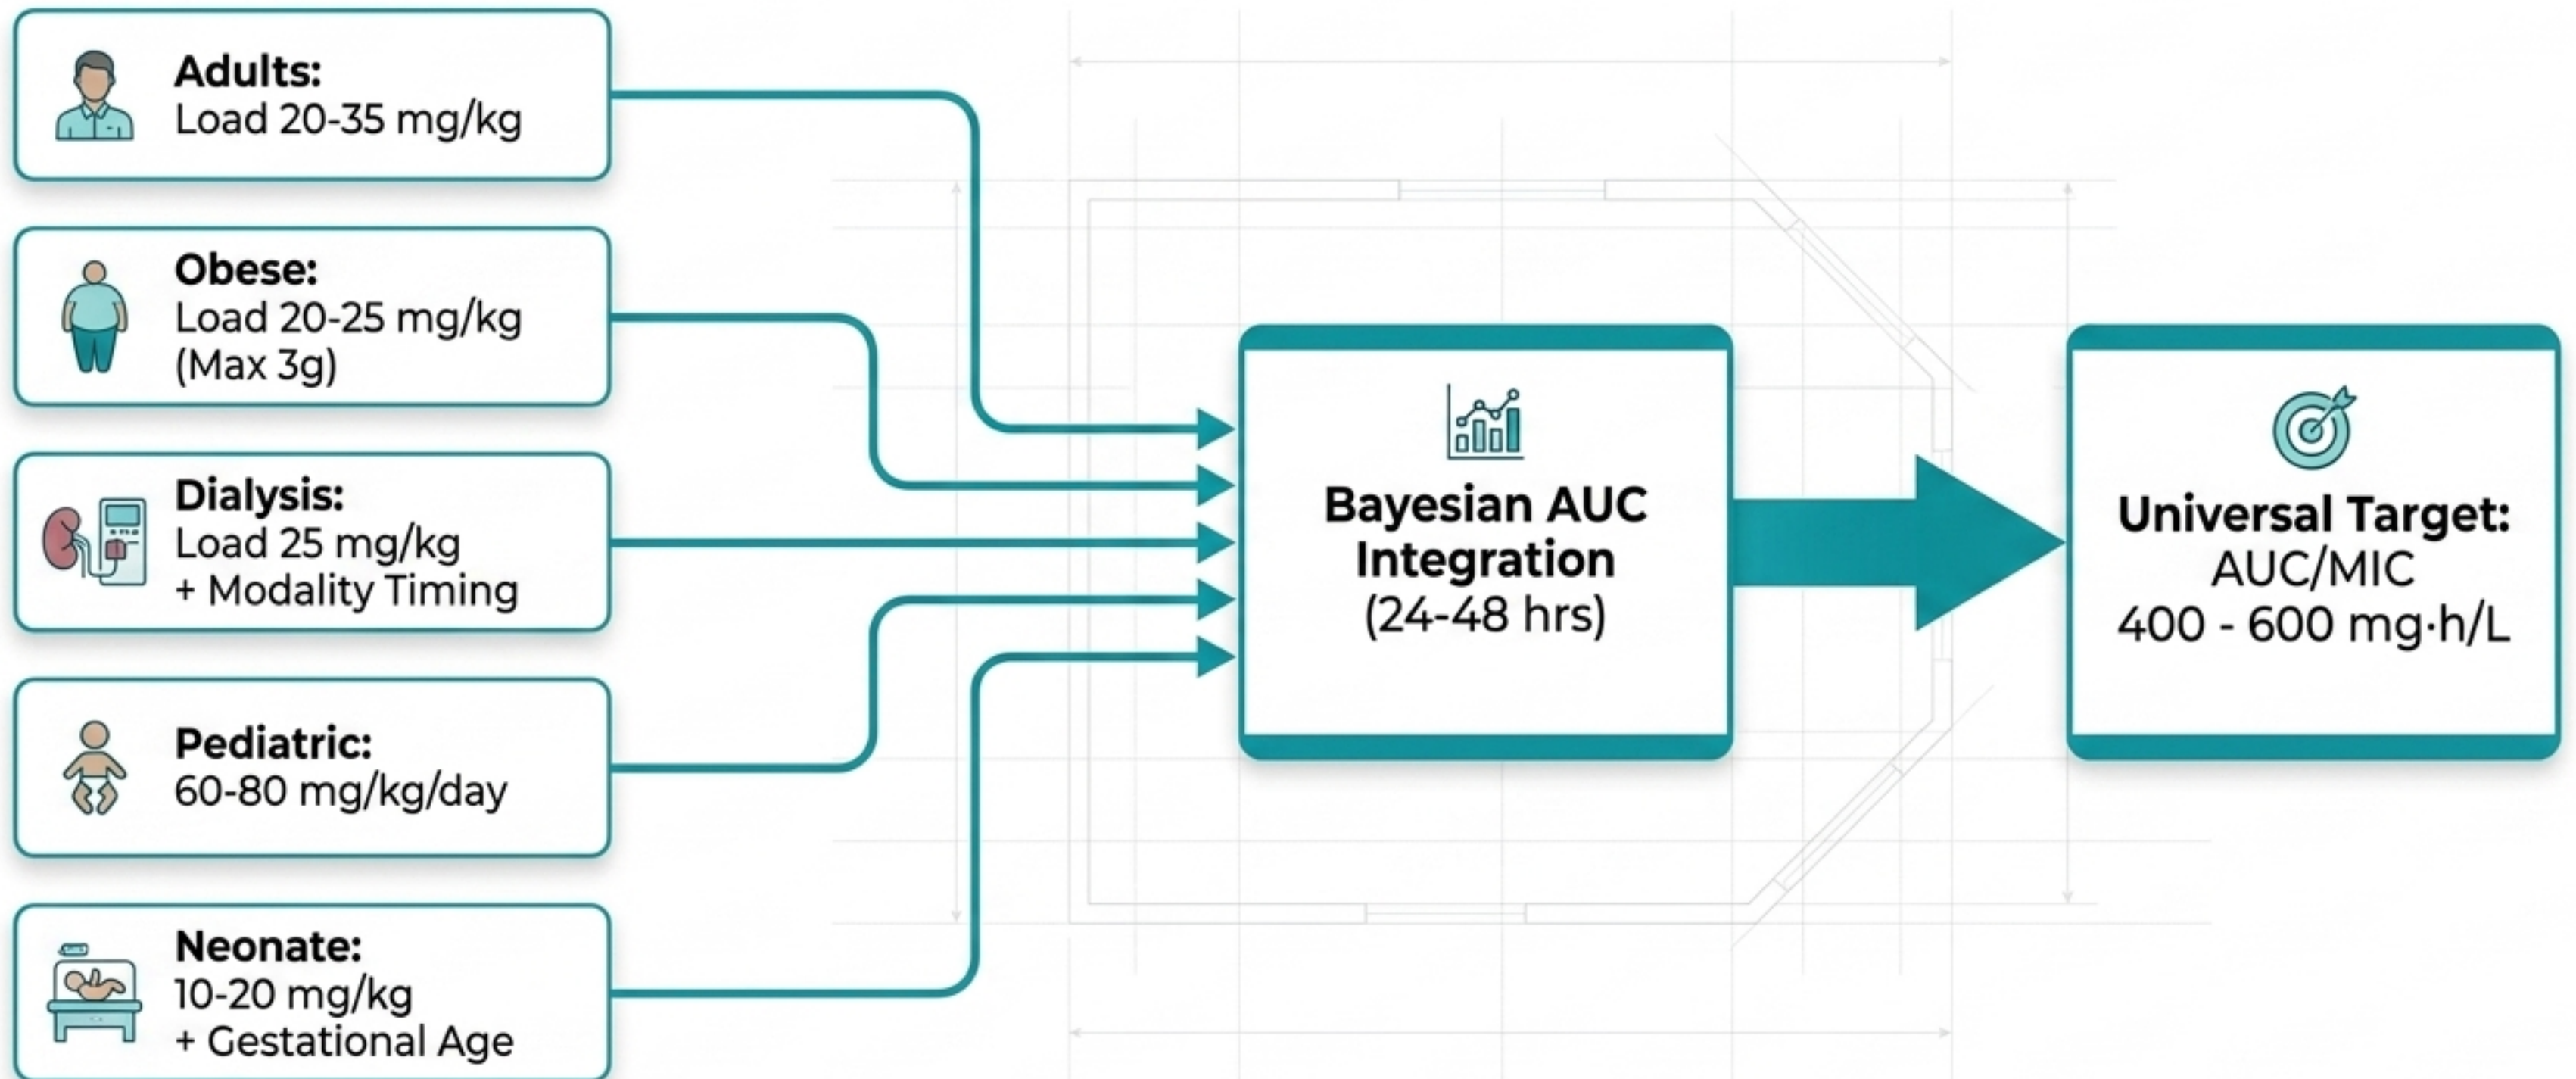 Adults:
Load 20-35 mg/kg
Obese:
Load 20-25 mg/kg
(Max 3g)
Dialysis:
Load 25 mg/kg
+ Modality Timing
Pediatric:
60-80 mg/kg/day
Neonate:
10-20 mg/kg
+ Gestational Age
Bayesian AUC
Integration
(24-48 hrs)
Universal Target:
AUC/MIC
400 - 600 mg·h/L